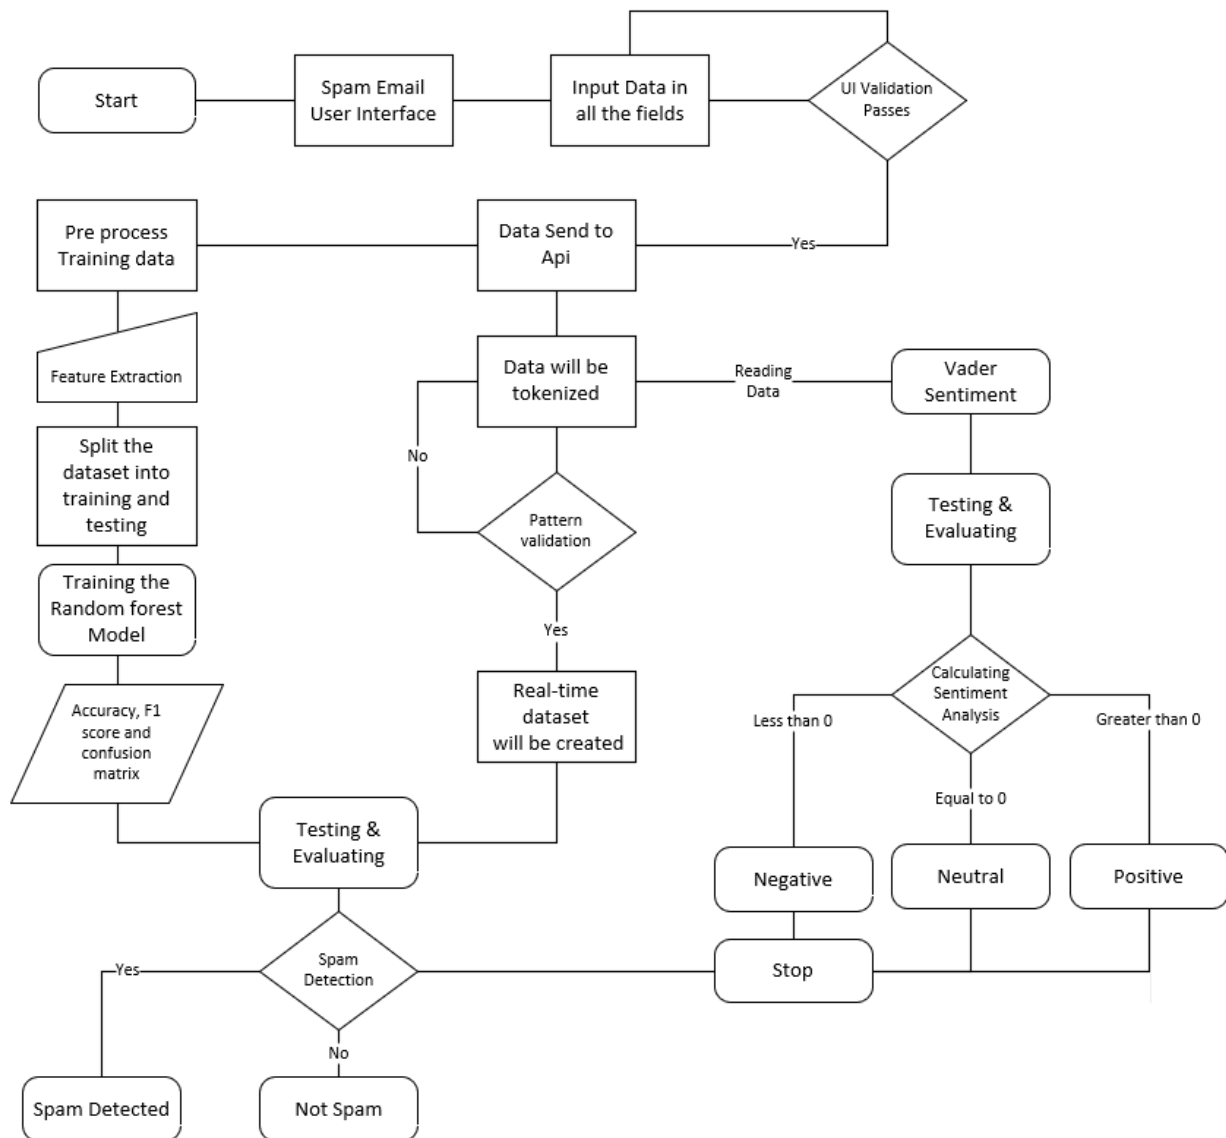 Start
Spam Email
User Interface
Input Data in
all the fields
UI Validation
Passes
Pre process
Training data
Data Send to
Api
Yes
Feature Extraction
Data will be
tokenized
Reading
Data
Vader
Sentiment
Split the
dataset into
training and
testing
No
Pattern
validation
Testing &
Evaluating
Training the
Random forest
Model
Yes
Real-time
dataset
will be created
Calculating
Sentiment
Analysis
Less than 0
Greater than 0
Equal to 0
Accuracy, F1
score and
confusion
matrix
Testing &
Evaluating
Negative
Neutral
Positive
Yes
Spam
Detection
Stop
No
Spam Detected
Not Spam